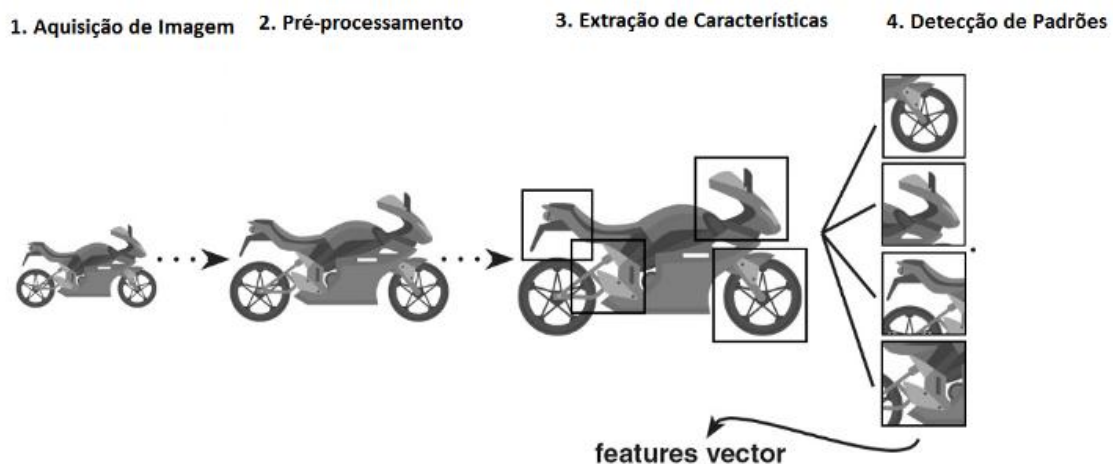 1. Aquisição de Imagem
2. Pré-processamento
3. Extração de Características
4. Detecção de Padrões
features vector